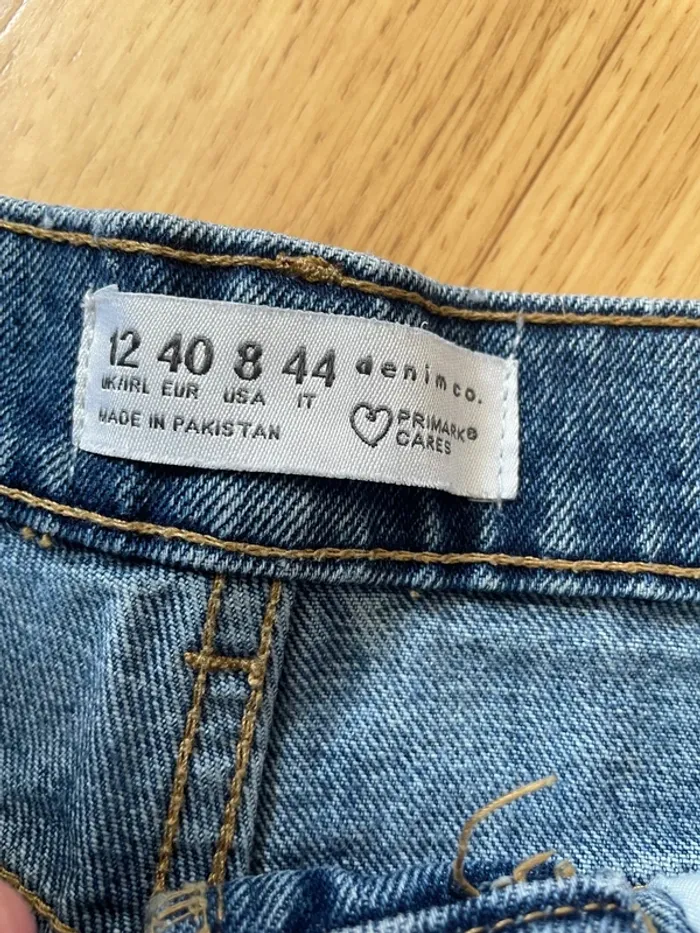 12 40 8 44 denim co.
UK/IRL EUR USA IT
MADE IN PAKISTAN
PRIMARK®
CARES